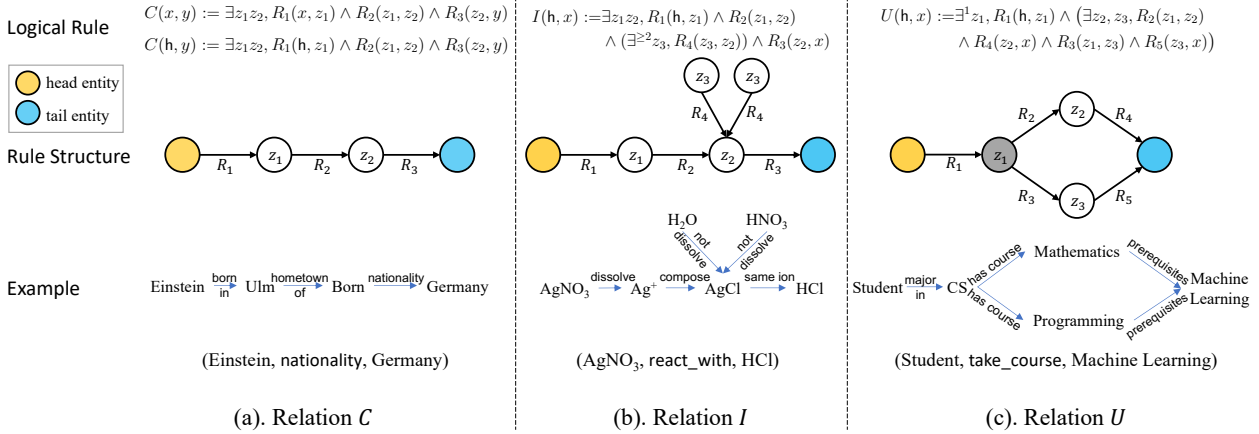 Logical Rule
C(x, y) := ∃z₁z₂, R₁(x, z₁) ∧ R₂(z₁, z₂) ∧ R₃(z₂, y)
C(h, y) := ∃z₁z₂, R₁(h, z₁) ∧ R₂(z₁, z₂) ∧ R₃(z₂, y)
I(h, x) :=∃z₁z₂, R₁(h, z₁) ∧ R₂(z₁, z₂)
∧ (∃≥²z₃, R₄(z₃, z₂)) ∧ R₃(z₂, x)
U(h, x) :=∃¹z₁, R₁(h, z₁) ∧ (∃z₂, z₃, R₂(z₁, z₂)
∧ R₄(z₂, x) ∧ R₃(z₁, z₃) ∧ R₅(z₃, x))
head entity
tail entity
Rule Structure
R₁ z₁ R₂ z₂ R₃
z₃ z₃
R₄ R₄
R₁ z₁ R₂ z₂ R₃
z₂
R₂ R₄
R₁ z₁
R₃ R₅
z₃
Example
Einstein born in Ulm hometown of Born nationality Germany
H₂O HNO₃
not dissolve not dissolve
AgNO₃ dissolve Ag⁺ compose AgCl same ion HCl
Mathematics
has course prerequisites
Student major in CS Machine Learning
has course prerequisites
Programming
(Einstein, nationality, Germany)
(AgNO₃, react_with, HCl)
(Student, take_course, Machine Learning)
(a). Relation C
(b). Relation I
(c). Relation U